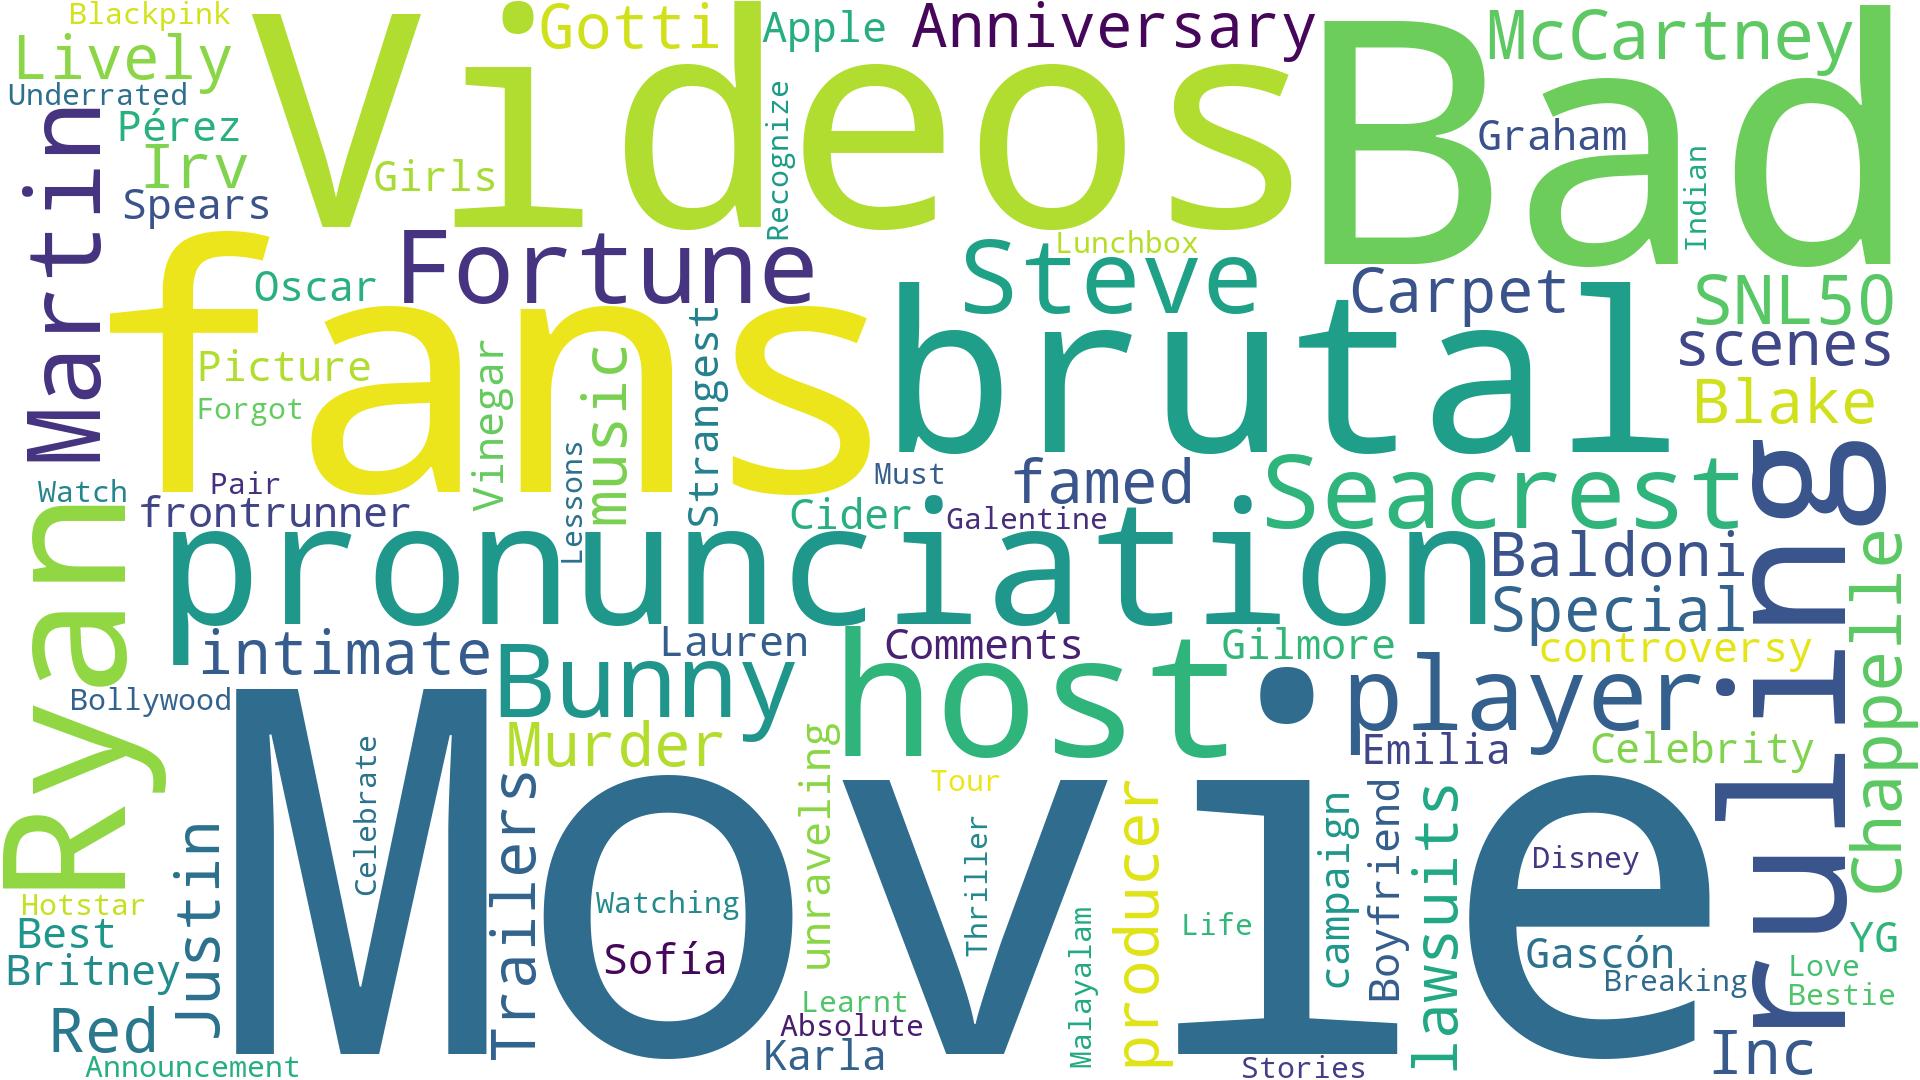 Blackpink
Videos
Gotti
Apple
Anniversary
Bad
McCartney
Lively
Underrated
Martin
Pérez
Irv
Spears
Girls
Recognize
Graham
Indian
fans
Oscar
Fortune
Steve
Lunchbox
Carpet
SNL50
scenes
brutal
Picture
Forgot
Vinegar
music
Strangest
Blake
Watch
Pair
frontrunner
Lessons
Must
famed
Seacrest
Cider
Galentine
ruling
Ryan
pronunciation
Baldoni
Special
Chappelle
intimate
Bunny
Lauren
Comments
Gilmore
controversy
host
•
player
Bollywood
Movie
Murder
Emilia
Celebrity
Celebrate
Trailers
unraveling
Tour
producer
campaign
Boyfriend
lawsuits
Justin
Thriller
Disney
Hotstar
Best
Watching
Life
Malayalam
Britney
Sofía
Gascón
YG
Breaking
Love
Bestie
Red
Learnt
Absolute
Karla
Announcement
Stories
Inc